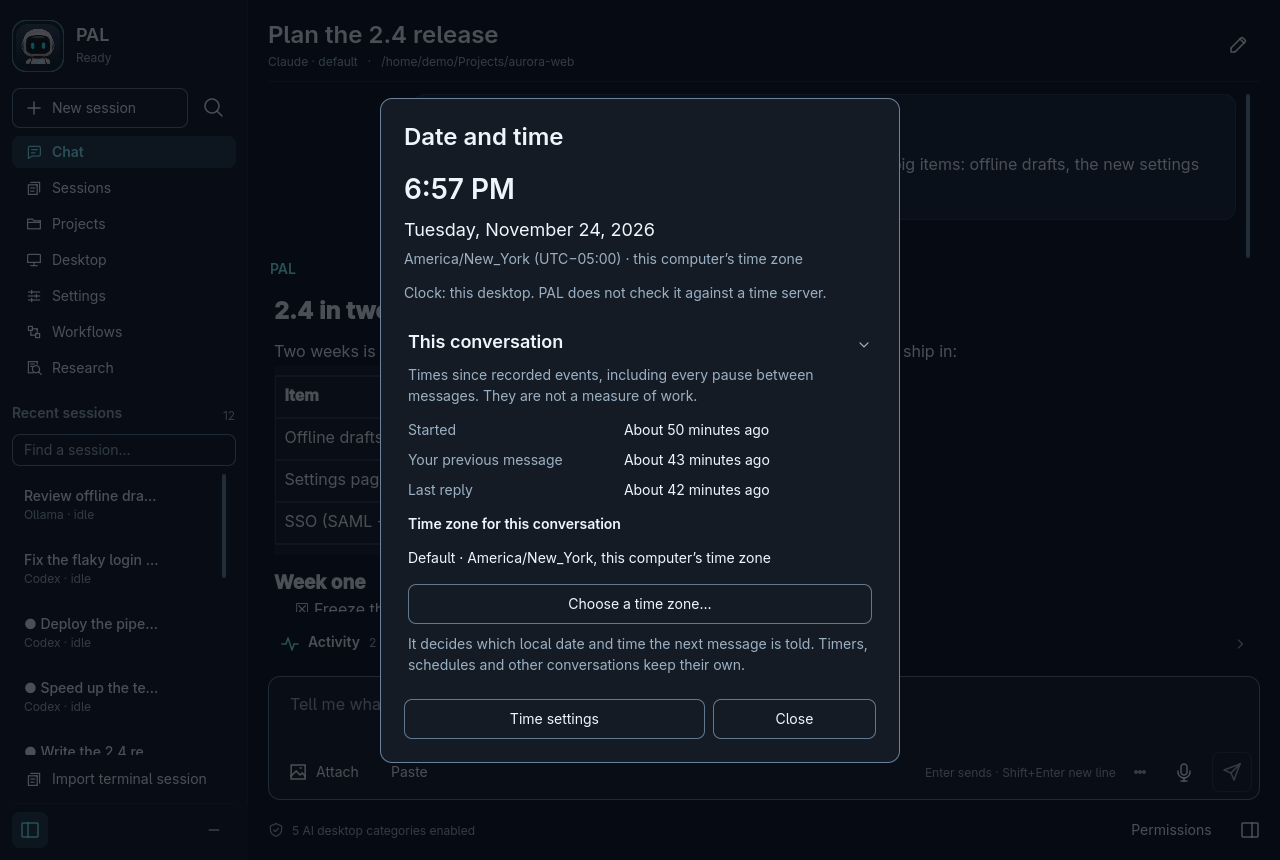 PAL
Ready
New session
Chat
Sessions
Projects
Desktop
Settings
Workflows
Research
Recent sessions 12
Find a session...
Review offline dra...
Ollama · idle
Fix the flaky login ...
Codex · idle
Deploy the pipe...
Codex · idle
Speed up the te...
Codex · idle
Write the 2.4 re
Import terminal session
Plan the 2.4 release
Claude · default · /home/demo/Projects/aurora-web
big items: offline drafts, the new settings
PAL
2.4 in two
Two weeks is
ship in:
Item
Offline drafts
Settings pag
SSO (SAML
Week one
Freeze th
Activity 2
Tell me wha
Attach
Paste
Enter sends · Shift+Enter new line
5 AI desktop categories enabled
Permissions
Date and time
6:57 PM
Tuesday, November 24, 2026
America/New_York (UTC−05:00) · this computer’s time zone
Clock: this desktop. PAL does not check it against a time server.
This conversation
Times since recorded events, including every pause between
messages. They are not a measure of work.
Started About 50 minutes ago
Your previous message About 43 minutes ago
Last reply About 42 minutes ago
Time zone for this conversation
Default · America/New_York, this computer’s time zone
Choose a time zone...
It decides which local date and time the next message is told. Timers,
schedules and other conversations keep their own.
Time settings
Close